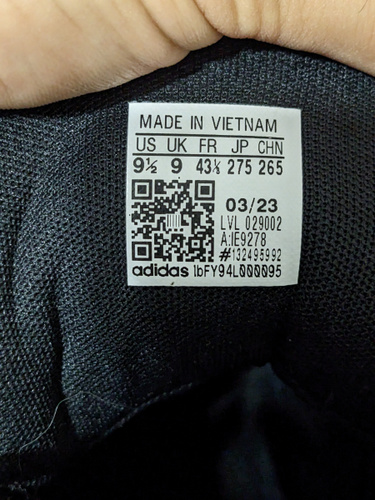 MADE IN VIETNAM
US UK FR JP CHN
9½ 9 43⅓ 275 265
03/23
LVL 029002
A:IE9278
#132495992
adidas lbFY94L000095